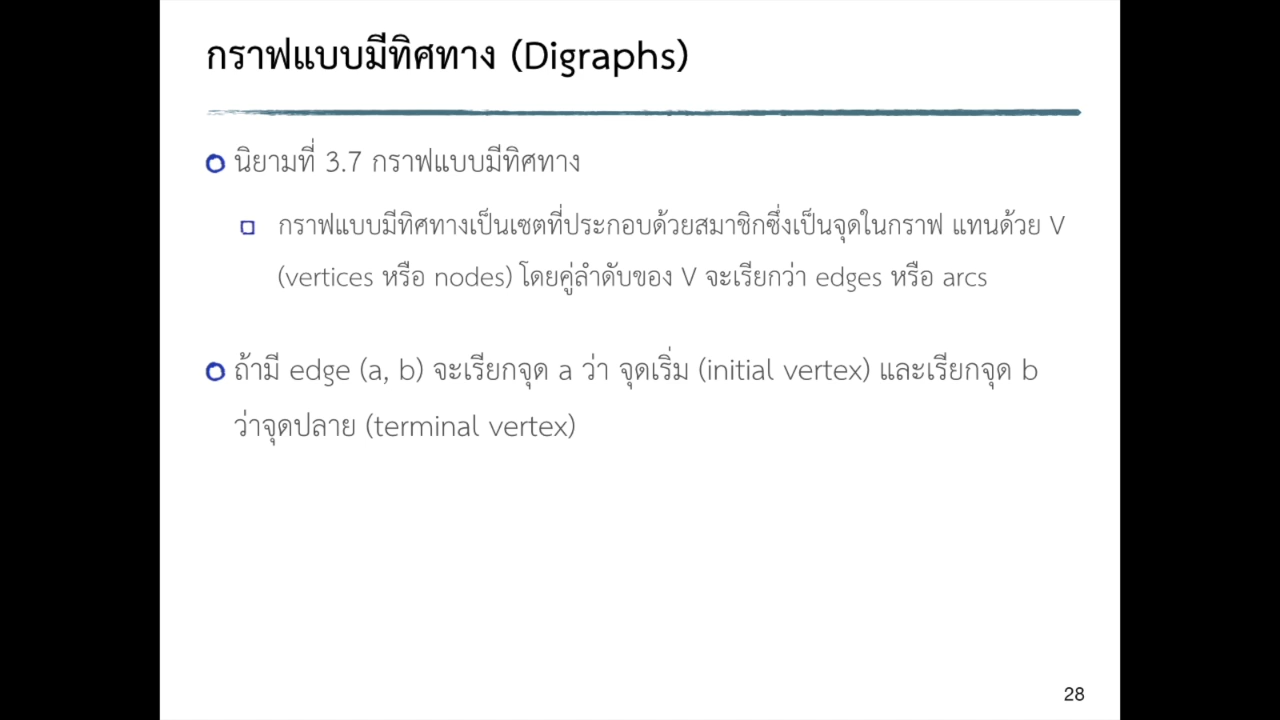 กราฟแบบมีทิศทาง (Digraphs)
นิยามที่ 3.7 กราฟแบบมีทิศทาง
กราฟแบบมีทิศทางเป็นเซตที่ประกอบด้วยสมาชิกซึ่งเป็นจุดในกราฟ แทนด้วย V
(vertices หรือ nodes) โดยคู่ลำดับของ V จะเรียกว่า edges หรือ arcs
ถ้ามี edge (a, b) จะเรียกจุด a ว่า จุดเริ่ม (initial vertex) และเรียกจุด b
ว่าจุดปลาย (terminal vertex)
28